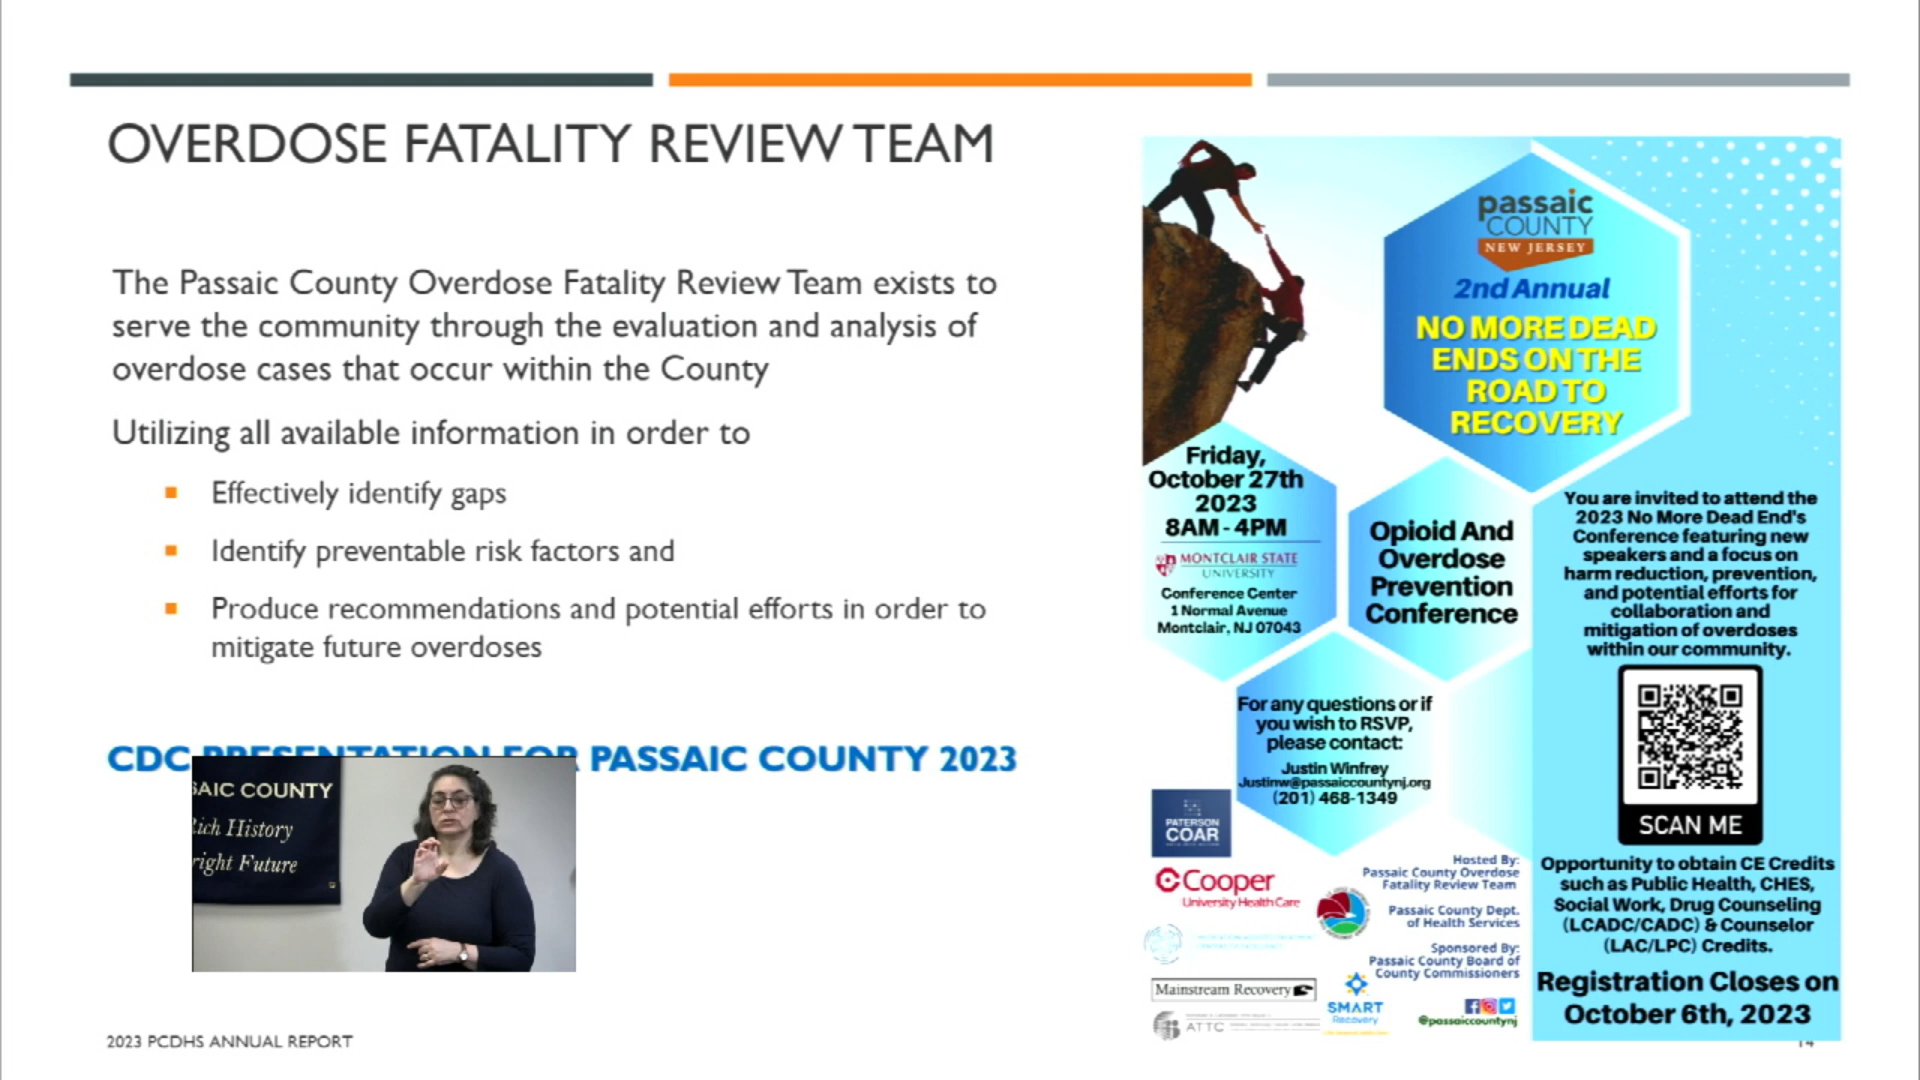 OVERDOSE FATALITY REVIEW TEAM
The Passaic County Overdose Fatality Review Team exists to
serve the community through the evaluation and analysis of
overdose cases that occur within the County
Utilizing all available information in order to
Effectively identify gaps
Identify preventable risk factors and
Produce recommendations and potential efforts in order to
mitigate future overdoses
CDC PRESENTATION FOR PASSAIC COUNTY 2023
SAIC COUNTY
Rich History
right Future
2023 PCDHS ANNUAL REPORT
passaic
COUNTY
NEW JERSEY
2nd Annual
NO MORE DEAD
ENDS ON THE
ROAD TO
RECOVERY
Friday,
October 27th
2023
8AM - 4PM
MONTCLAIR STATE
UNIVERSITY
Conference Center
1 Normal Avenue
Montclair, NJ 07043
Opioid And
Overdose
Prevention
Conference
You are invited to attend the
2023 No More Dead End's
Conference featuring new
speakers and a focus on
harm reduction, prevention,
and potential efforts for
collaboration and
mitigation of overdoses
within our community.
SCAN ME
For any questions or if
you wish to RSVP,
please contact:
Justin Winfrey
Justinw@passaiccountynj.org
(201) 468-1349
PATERSON
COAR
Cooper
University Health Care
Mainstream Recovery
ATTC
Hosted By:
Passaic County Overdose
Fatality Review Team
Passaic County Dept.
of Health Services
Sponsored By:
Passaic County Board of
County Commissioners
SMART
Recovery
@passaiccountynj
Opportunity to obtain CE Credits
such as Public Health, CHES,
Social Work, Drug Counseling
(LCADC/CADC) & Counselor
(LAC/LPC) Credits.
Registration Closes on
October 6th, 2023
14